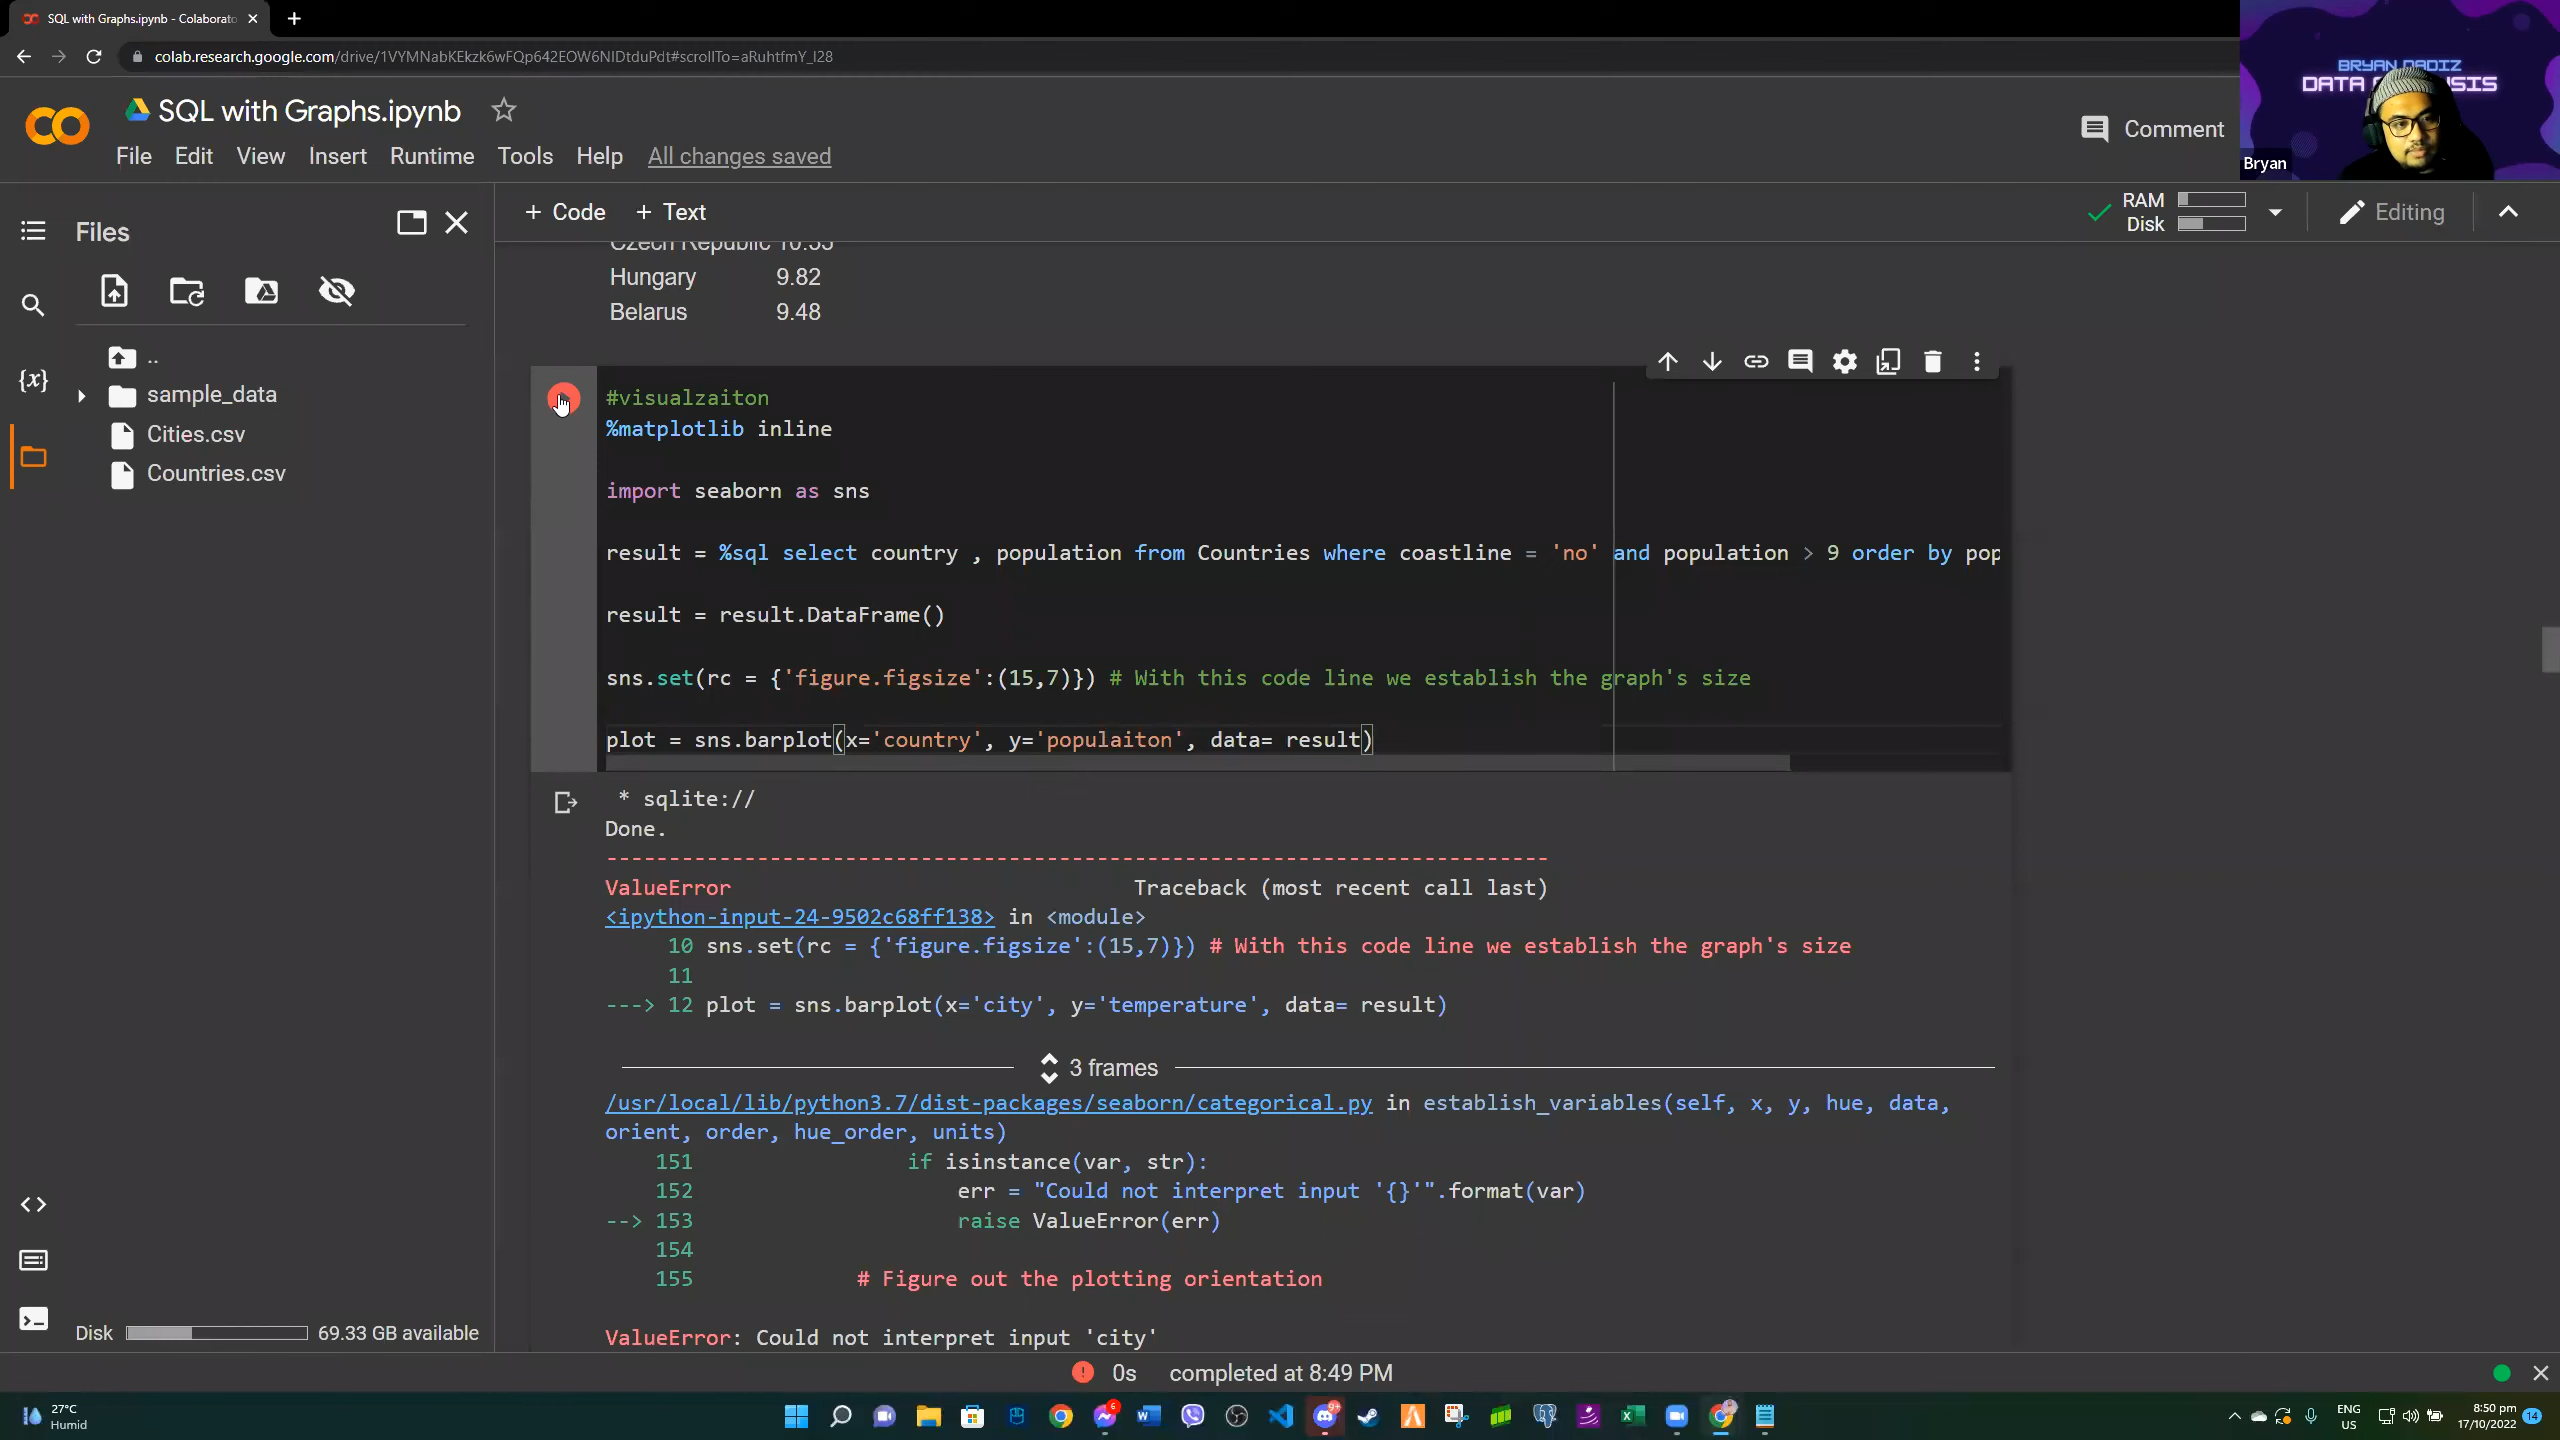 SQL with Graphs.ipynb - Colaborato
colab.research.google.com/drive/1VYMNabKEkzk6wFQp642EOW6NIDtduPdt#scrollTo=aRuhtfmY_l28
BRYAN DADIZ
Bryan
SQL with Graphs.ipynb
Comment
File Edit View Insert Runtime Tools Help All changes saved
+ Code + Text
RAM
Disk
Editing
Files
..
sample_data
Cities.csv
Countries.csv
Czech Republic 10.55
Hungary 9.82
Belarus 9.48
#visualzaiton
%matplotlib inline
import seaborn as sns
result = %sql select country , population from Countries where coastline = 'no' and population > 9 order by pop
result = result.DataFrame()
sns.set(rc = {'figure.figsize':(15,7)}) # With this code line we establish the graph's size
plot = sns.barplot(x='country', y='populaiton', data= result)
* sqlite://
Done.
---------------------------------------------------------------------------
ValueError Traceback (most recent call last)
<ipython-input-24-9502c68ff138> in <module>
10 sns.set(rc = {'figure.figsize':(15,7)}) # With this code line we establish the graph's size
11
---> 12 plot = sns.barplot(x='city', y='temperature', data= result)
3 frames
/usr/local/lib/python3.7/dist-packages/seaborn/categorical.py in establish_variables(self, x, y, hue, data,
orient, order, hue_order, units)
151 if isinstance(var, str):
152 err = "Could not interpret input '{}'".format(var)
--> 153 raise ValueError(err)
154
155 # Figure out the plotting orientation
ValueError: Could not interpret input 'city'
Disk 69.33 GB available
0s completed at 8:49 PM
27°C
Humid
ENG
US
8:50 pm
17/10/2022
14